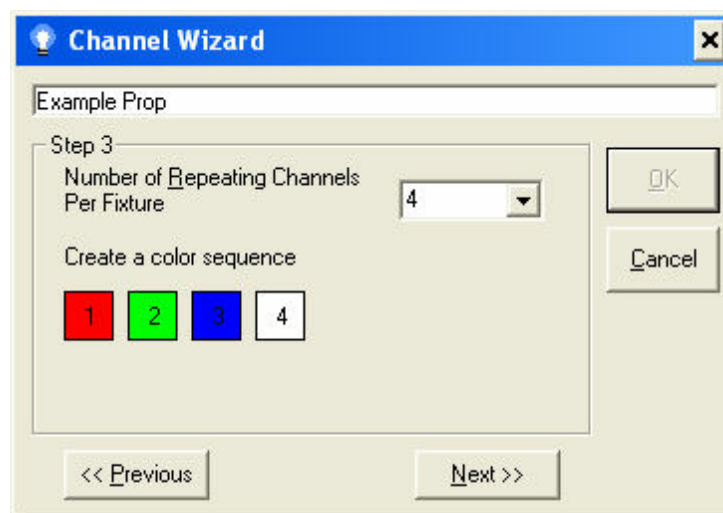 Channel Wizard
Example Prop
Step 3
Number of Repeating Channels
Per Fixture
4
OK
Create a color sequence
Cancel
1 2 3 4
<< Previous
Next >>